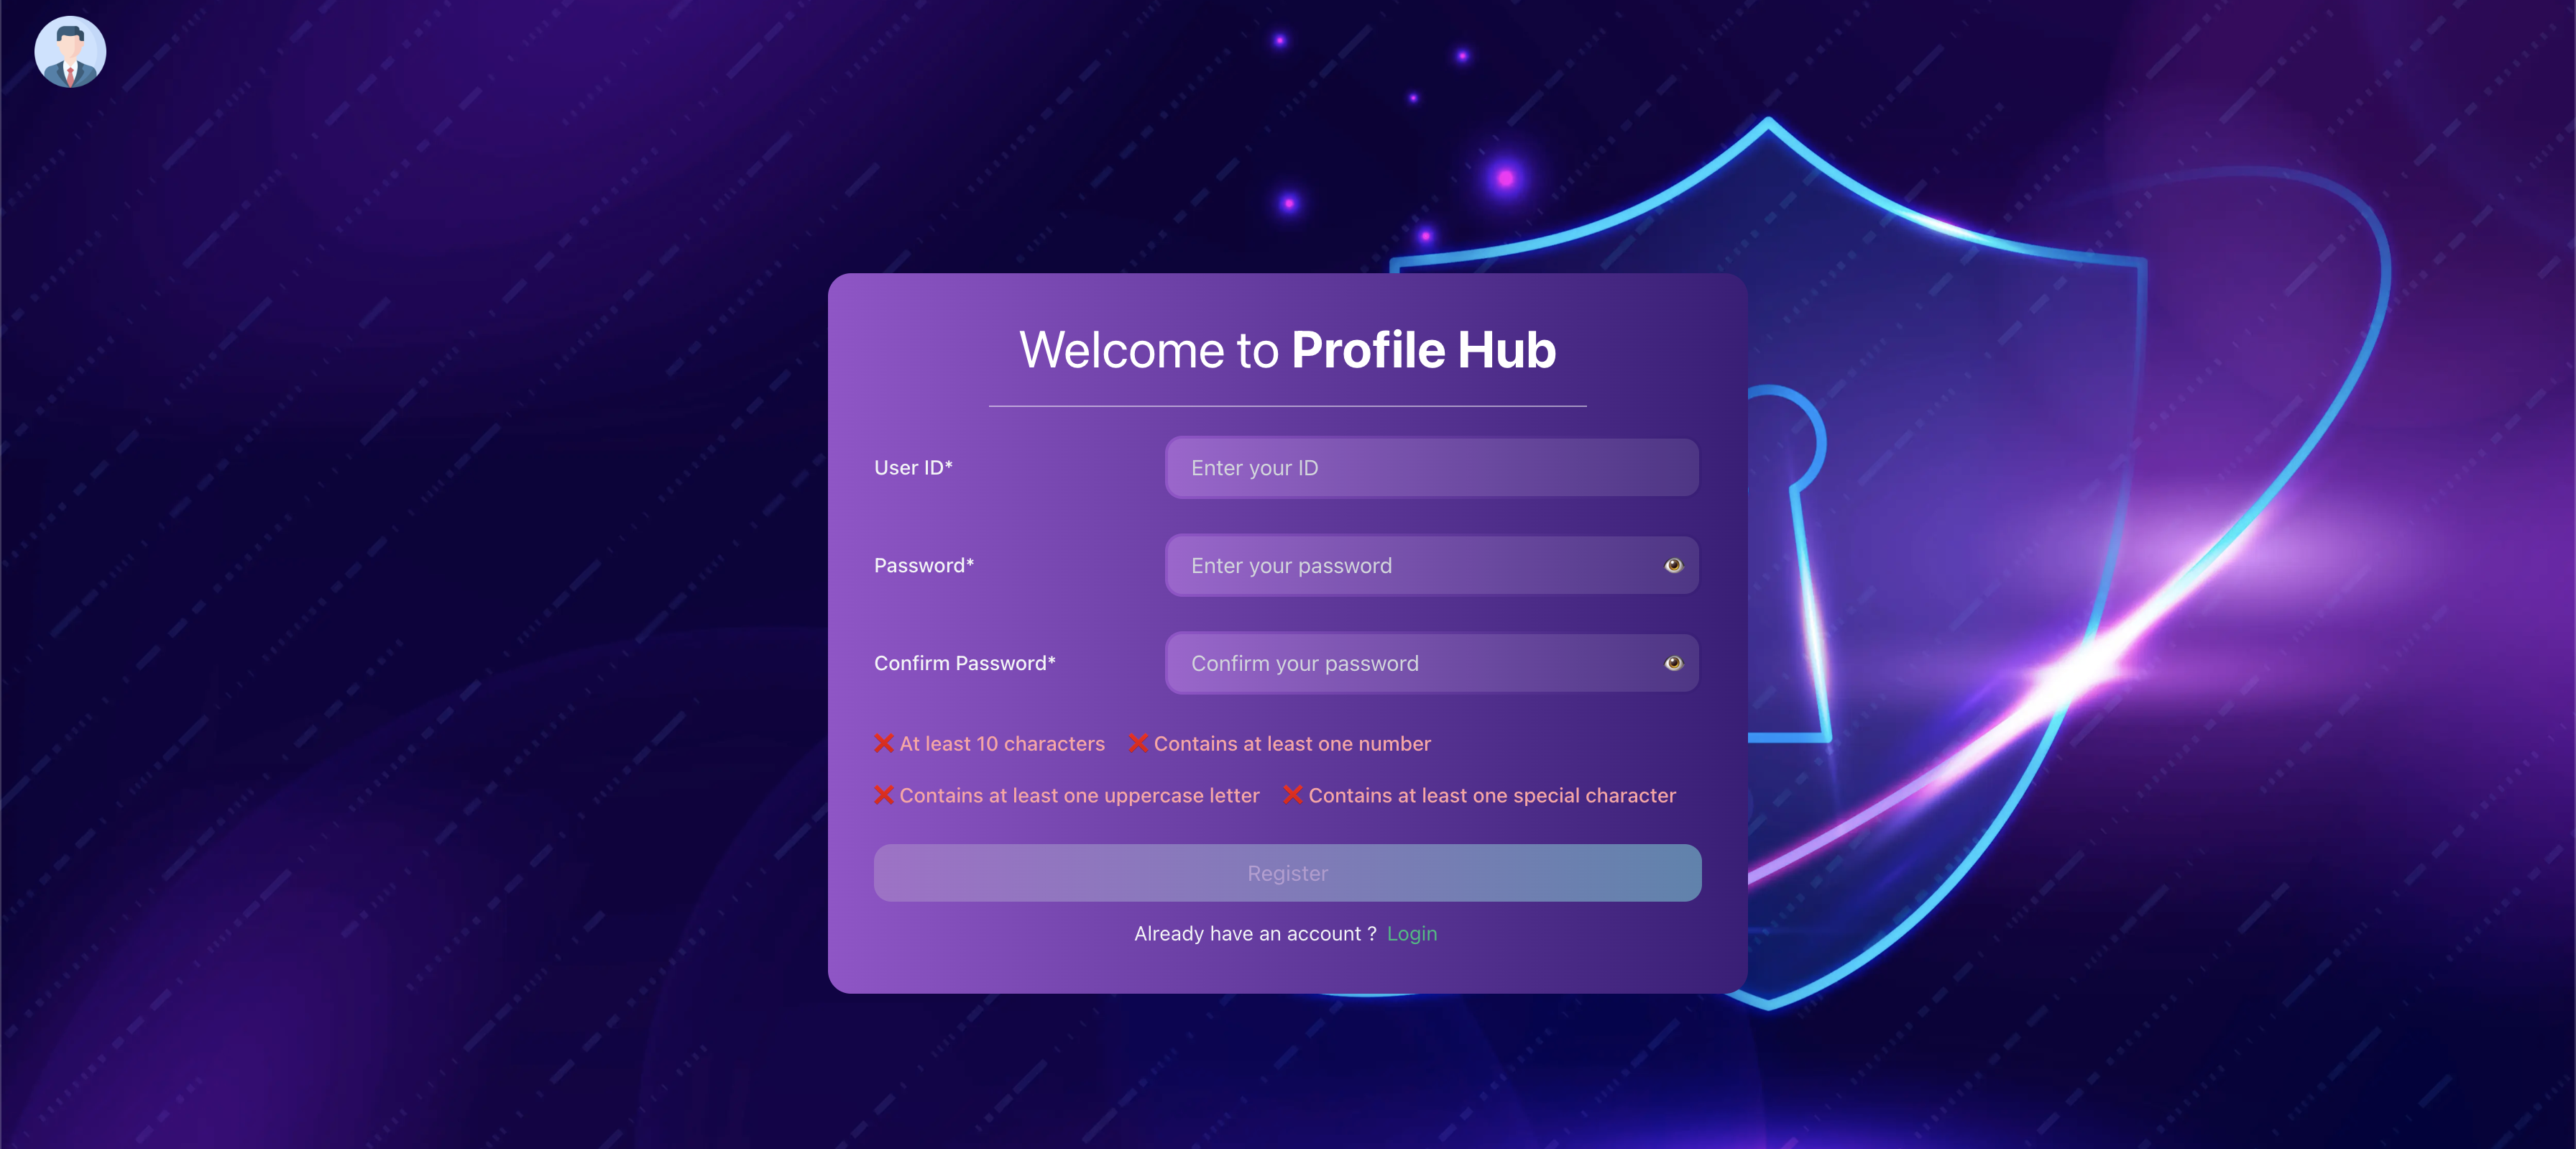 Welcome to Profile Hub
User ID*
Enter your ID
Password*
Enter your password
Confirm Password*
Confirm your password
❌ At least 10 characters ❌ Contains at least one number
❌ Contains at least one uppercase letter ❌ Contains at least one special character
Register
Already have an account ? Login